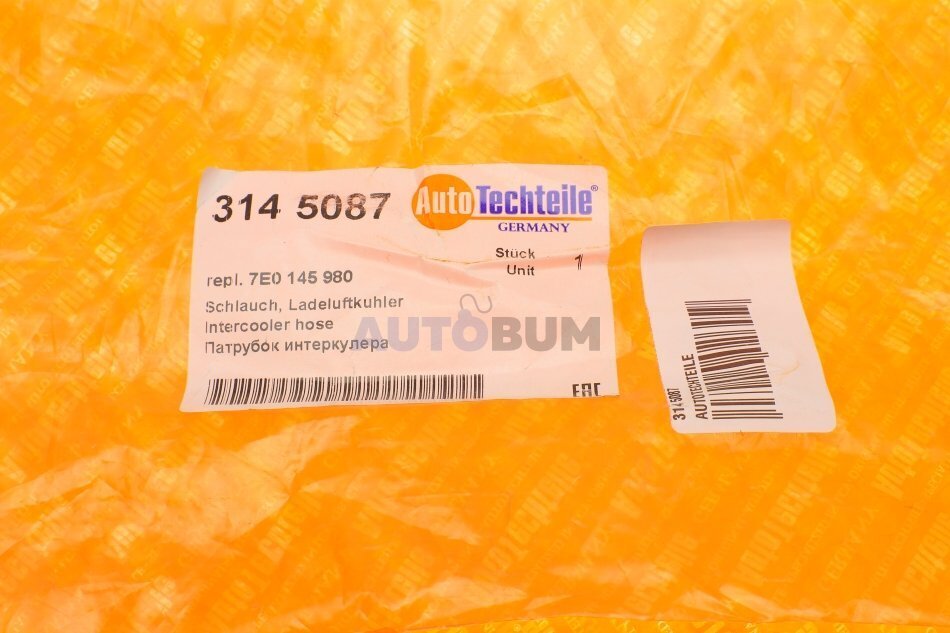 314 5087
AutoTechteile®
GERMANY
Stück
Unit 1
repl. 7E0 145 980
Schlauch, Ladeluftkuhler
Intercooler hose
Патрубок интеркулера
EAC
AUTOBUM
314 5087
AUTOTECHTEILE